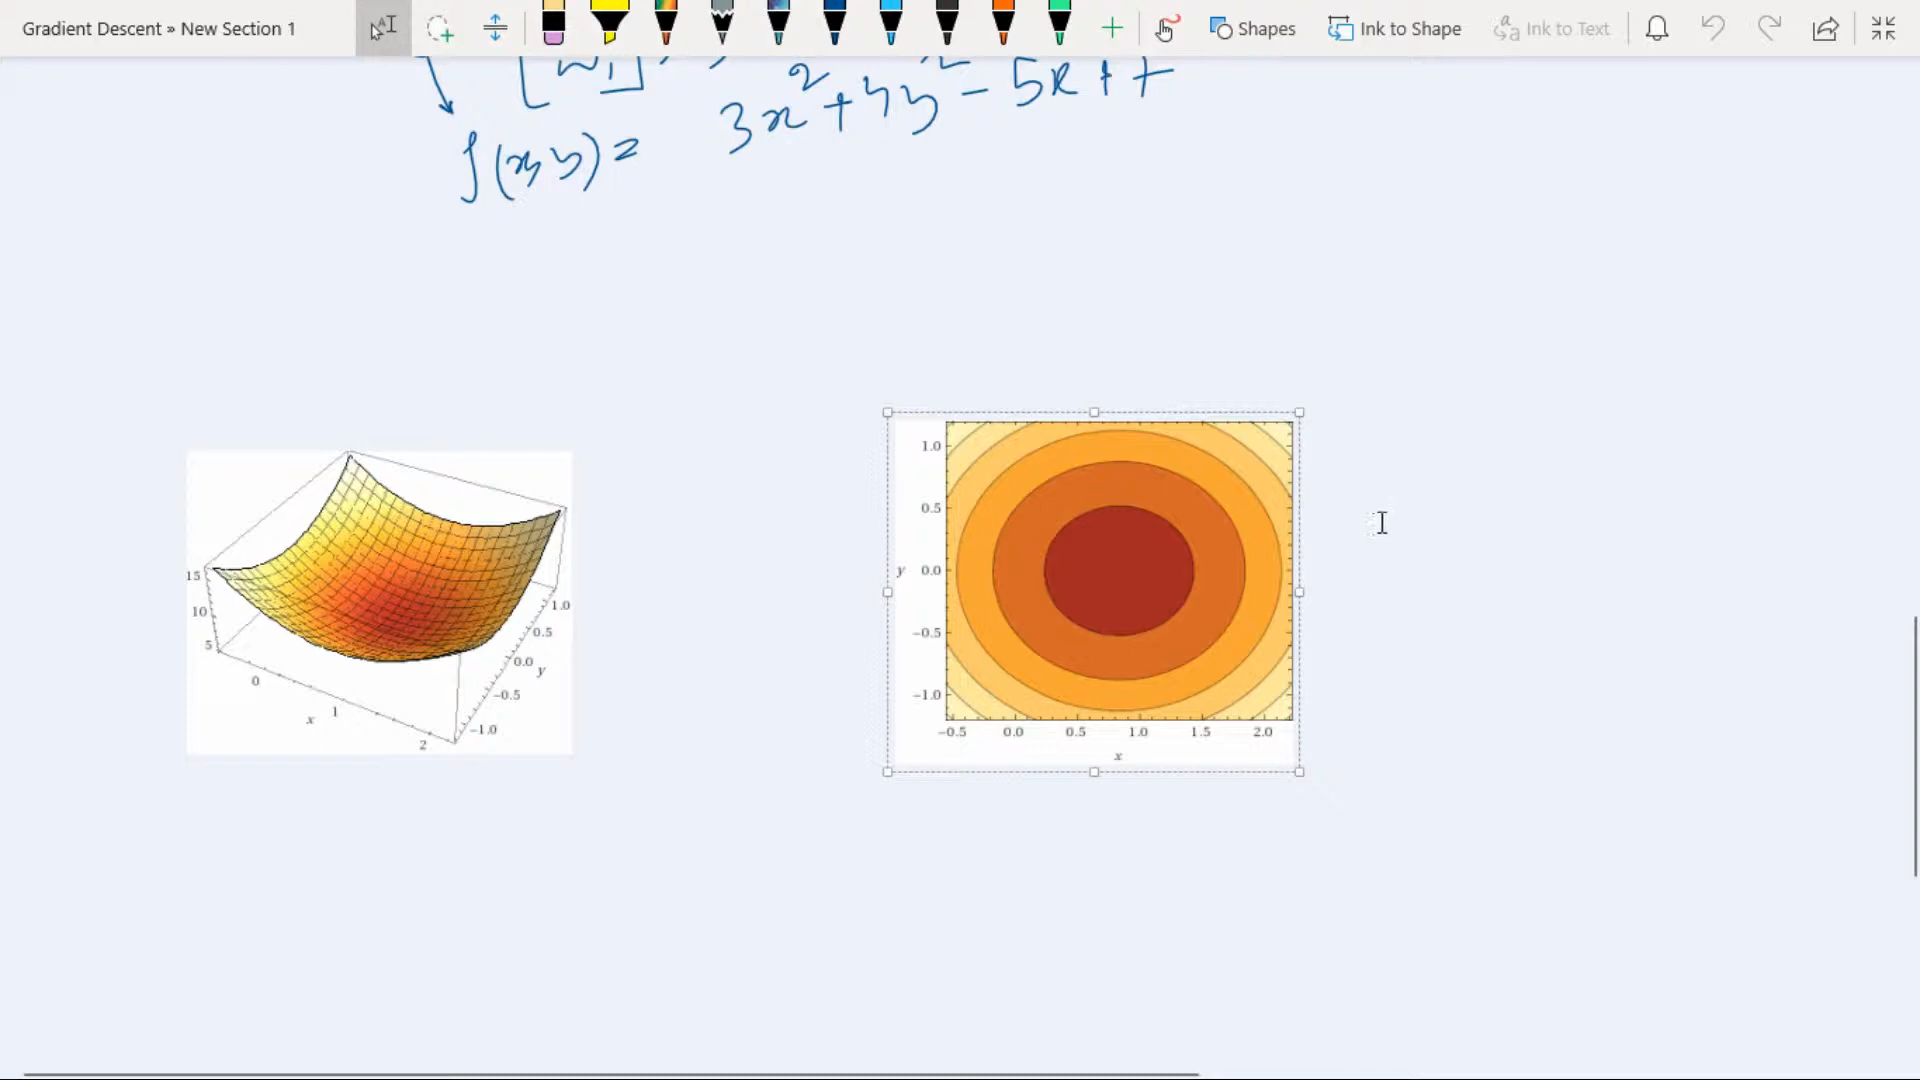 Gradient Descent » New Section 1
Shapes
Ink to Shape
Ink to Text
3x² + 4y² - 5x + 7
f(x, y) =
15
10
5
0
1
2
x
1.0
0.5
0.0
-0.5
-1.0
y
1.0
0.5
0.0
-0.5
-1.0
y
-0.5 0.0 0.5 1.0 1.5 2.0
x